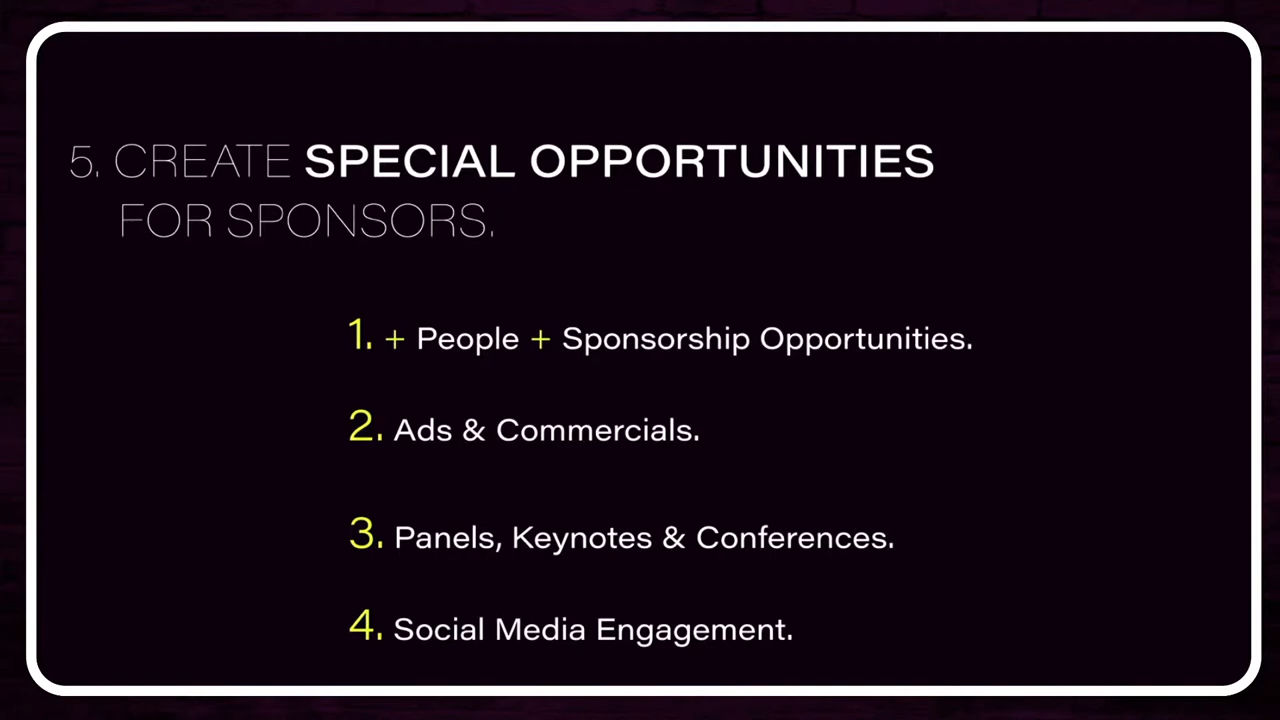 5. CREATE SPECIAL OPPORTUNITIES
FOR SPONSORS.
1. + People + Sponsorship Opportunities.
2. Ads & Commercials.
3. Panels, Keynotes & Conferences.
4. Social Media Engagement.